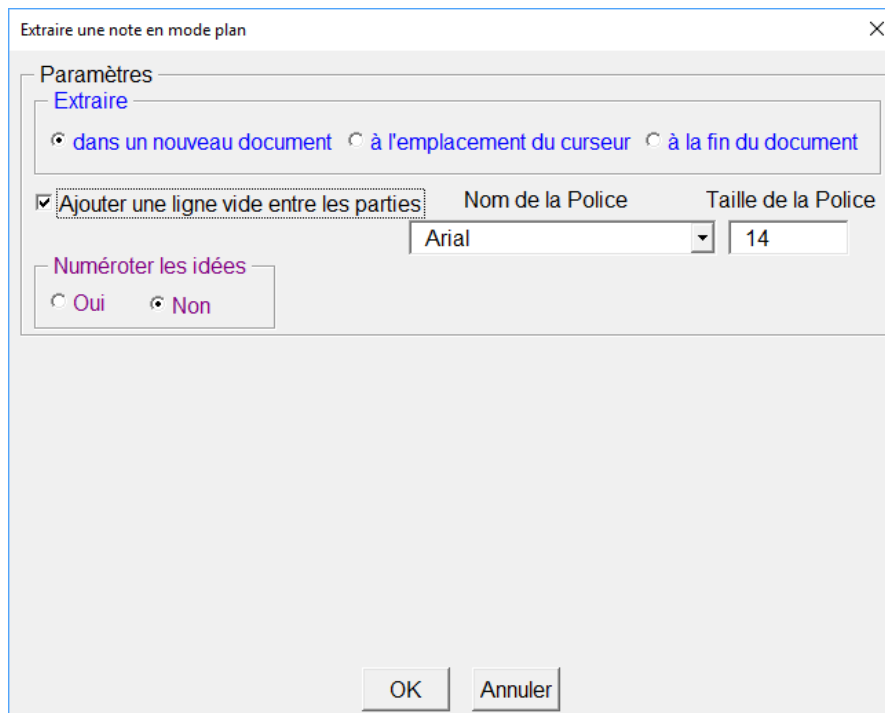 Extraire une note en mode plan
Paramètres
Extraire
dans un nouveau document à l'emplacement du curseur à la fin du document
Ajouter une ligne vide entre les parties Nom de la Police Taille de la Police
Arial 14
Numéroter les idées
Oui Non
OK Annuler